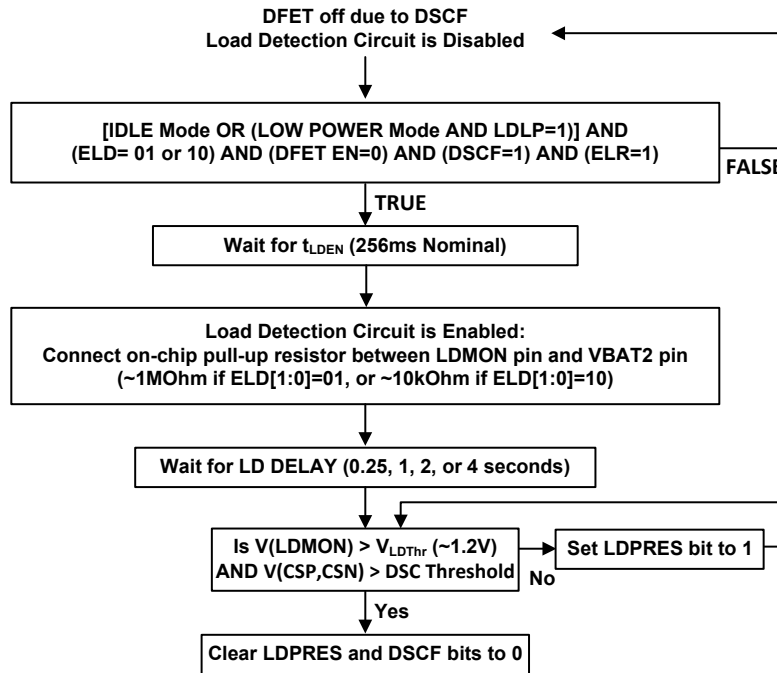 DFET off due to DSCF
Load Detection Circuit is Disabled
[IDLE Mode OR (LOW POWER Mode AND LDLP=1)] AND
(ELD= 01 or 10) AND (DFET EN=0) AND (DSCF=1) AND (ELR=1)
FALSE
TRUE
Wait for tLDEN (256ms Nominal)
Load Detection Circuit is Enabled:
Connect on-chip pull-up resistor between LDMON pin and VBAT2 pin
(~1MOhm if ELD[1:0]=01, or ~10kOhm if ELD[1:0]=10)
Wait for LD DELAY (0.25, 1, 2, or 4 seconds)
Is V(LDMON) > VLDThr (~1.2V)
AND V(CSP,CSN) > DSC Threshold
No
Set LDPRES bit to 1
Yes
Clear LDPRES and DSCF bits to 0